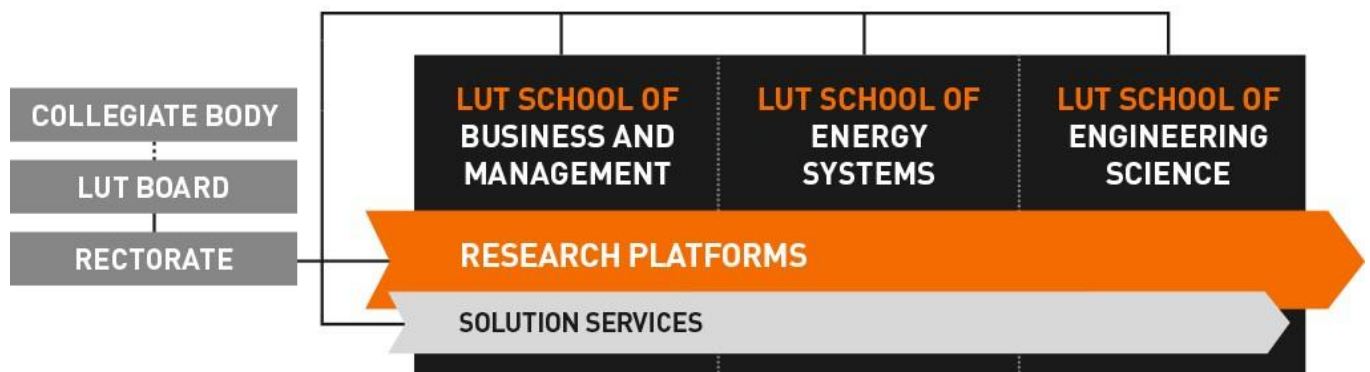 COLLEGIATE BODY
LUT BOARD
RECTORATE
LUT SCHOOL OF
BUSINESS AND
MANAGEMENT
LUT SCHOOL OF
ENERGY
SYSTEMS
LUT SCHOOL OF
ENGINEERING
SCIENCE
RESEARCH PLATFORMS
SOLUTION SERVICES